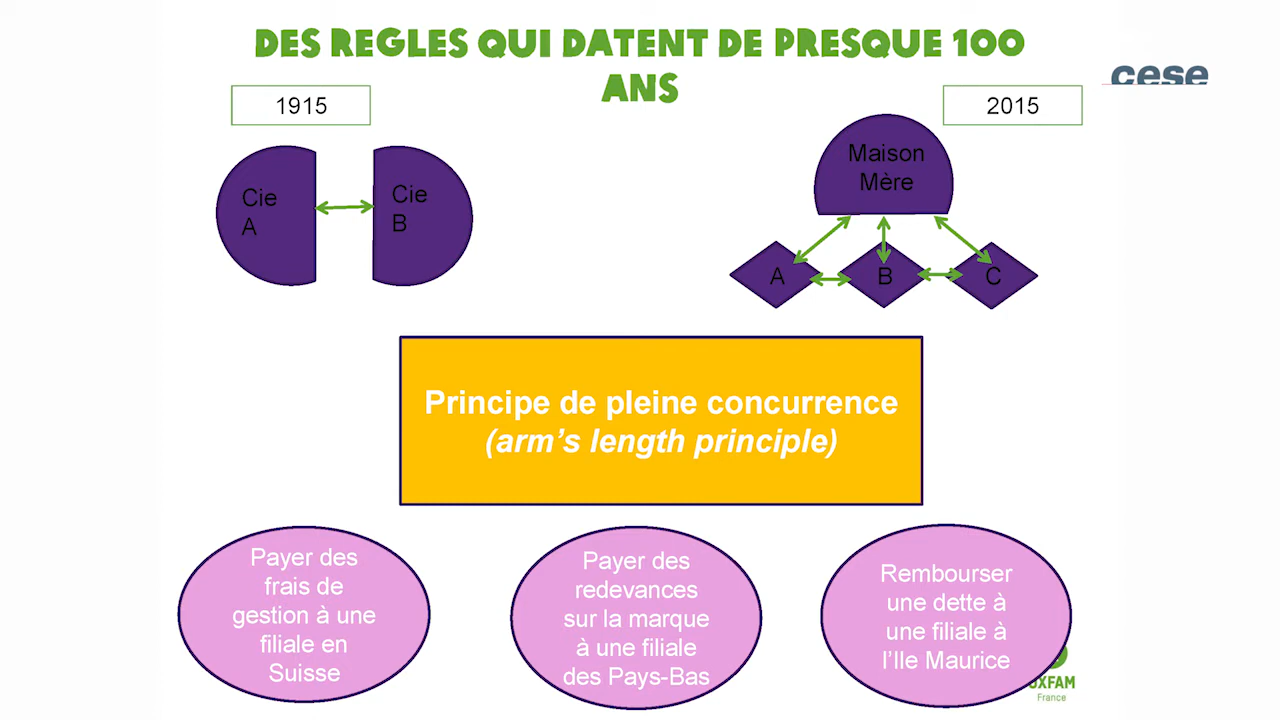 DES REGLES QUI DATENT DE PRESQUE 100
ANS
cese
1915
2015
Cie
A
Cie
B
Maison
Mère
A
B
C
Principe de pleine concurrence
(arm's length principle)
Payer des
frais de
gestion à une
filiale en
Suisse
Payer des
redevances
sur la marque
à une filiale
des Pays-Bas
Rembourser
une dette à
une filiale à
l'Ile Maurice
OXFAM
France